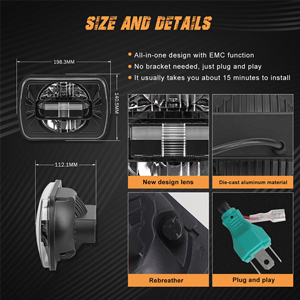 SIZE AND DETAILS
• All-in-one design with EMC function
• No bracket needed, just plug and play
• It usually takes you about 15 minutes to install
198.3MM
140.5MM
112.1MM
New design lens
Die-cast aluminum material
Rebreather
Plug and play